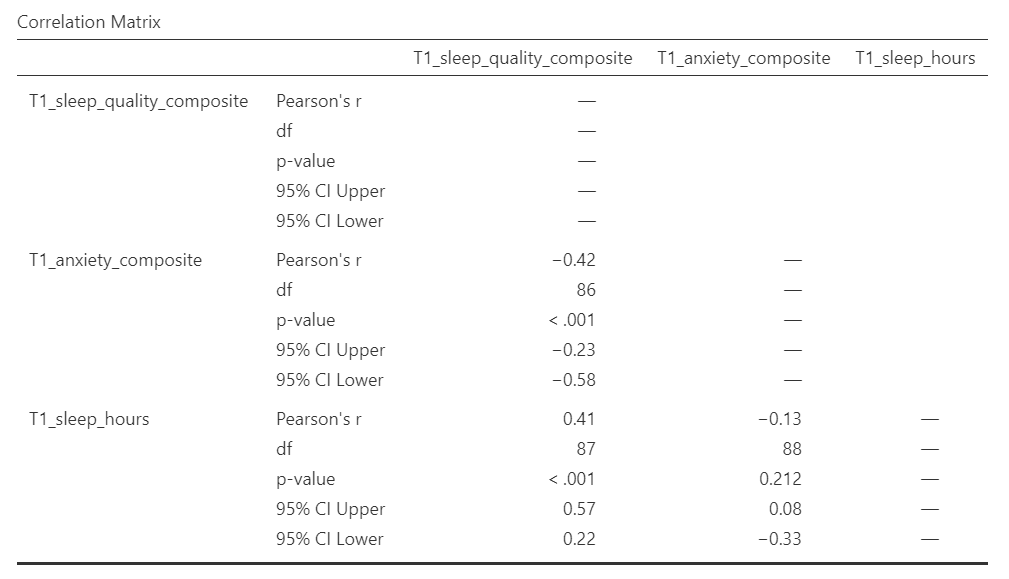 Correlation Matrix
T1_sleep_quality_composite T1_anxiety_composite T1_sleep_hours
T1_sleep_quality_composite Pearson's r —
df —
p-value —
95% CI Upper —
95% CI Lower —
T1_anxiety_composite Pearson's r −0.42 —
df 86 —
p-value < .001 —
95% CI Upper −0.23 —
95% CI Lower −0.58 —
T1_sleep_hours Pearson's r 0.41 −0.13 —
df 87 88 —
p-value < .001 0.212 —
95% CI Upper 0.57 0.08 —
95% CI Lower 0.22 −0.33 —